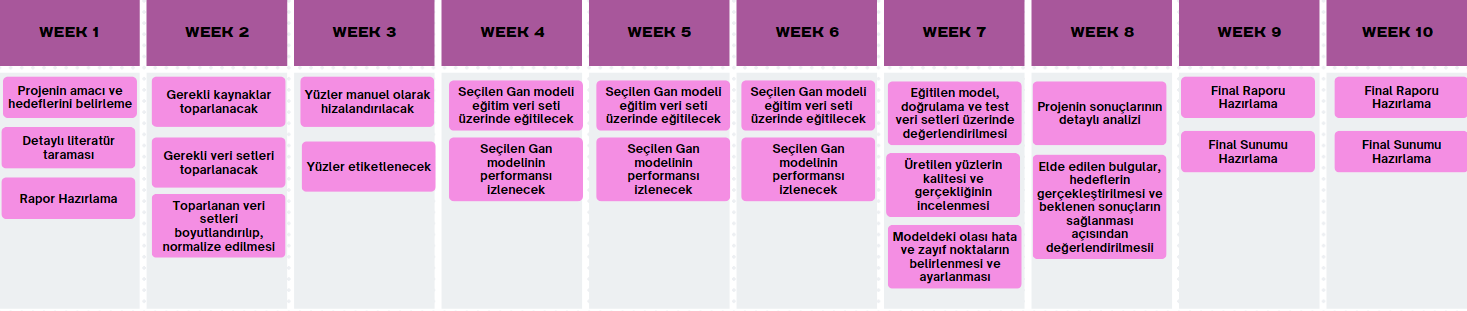 WEEK 1
Projenin amacı ve
hedeflerini belirleme
Detaylı literatür
taraması
Rapor Hazırlama
WEEK 2
Gerekli kaynaklar
toparlanacak
Gerekli veri setleri
toparlanacak
Toparlanan veri
setleri
boyutlandırılıp,
normalize edilmesi
WEEK 3
Yüzler manuel olarak
hizalandırılacak
Yüzler etiketlenecek
WEEK 4
Seçilen Gan modeli
eğitim veri seti
üzerinde eğitilecek
Seçilen Gan
modelinin
performansı
izlenecek
WEEK 5
Seçilen Gan modeli
eğitim veri seti
üzerinde eğitilecek
Seçilen Gan
modelinin
performansı
izlenecek
WEEK 6
Seçilen Gan modeli
eğitim veri seti
üzerinde eğitilecek
Seçilen Gan
modelinin
performansı
izlenecek
WEEK 7
Eğitilen model,
doğrulama ve test
veri setleri üzerinde
değerlendirilmesi
Üretilen yüzlerin
kalitesi ve
gerçekliğinin
incelenmesi
Modeldeki olası hata
ve zayıf noktaların
belirlenmesi ve
ayarlanması
WEEK 8
Projenin sonuçlarının
detaylı analizi
Elde edilen bulgular,
hedeflerin
gerçekleştirilmesi ve
beklenen sonuçların
sağlanması
açısından
değerlendirilmesii
WEEK 9
Final Raporu
Hazırlama
Final Sunumu
Hazırlama
WEEK 10
Final Raporu
Hazırlama
Final Sunumu
Hazırlama